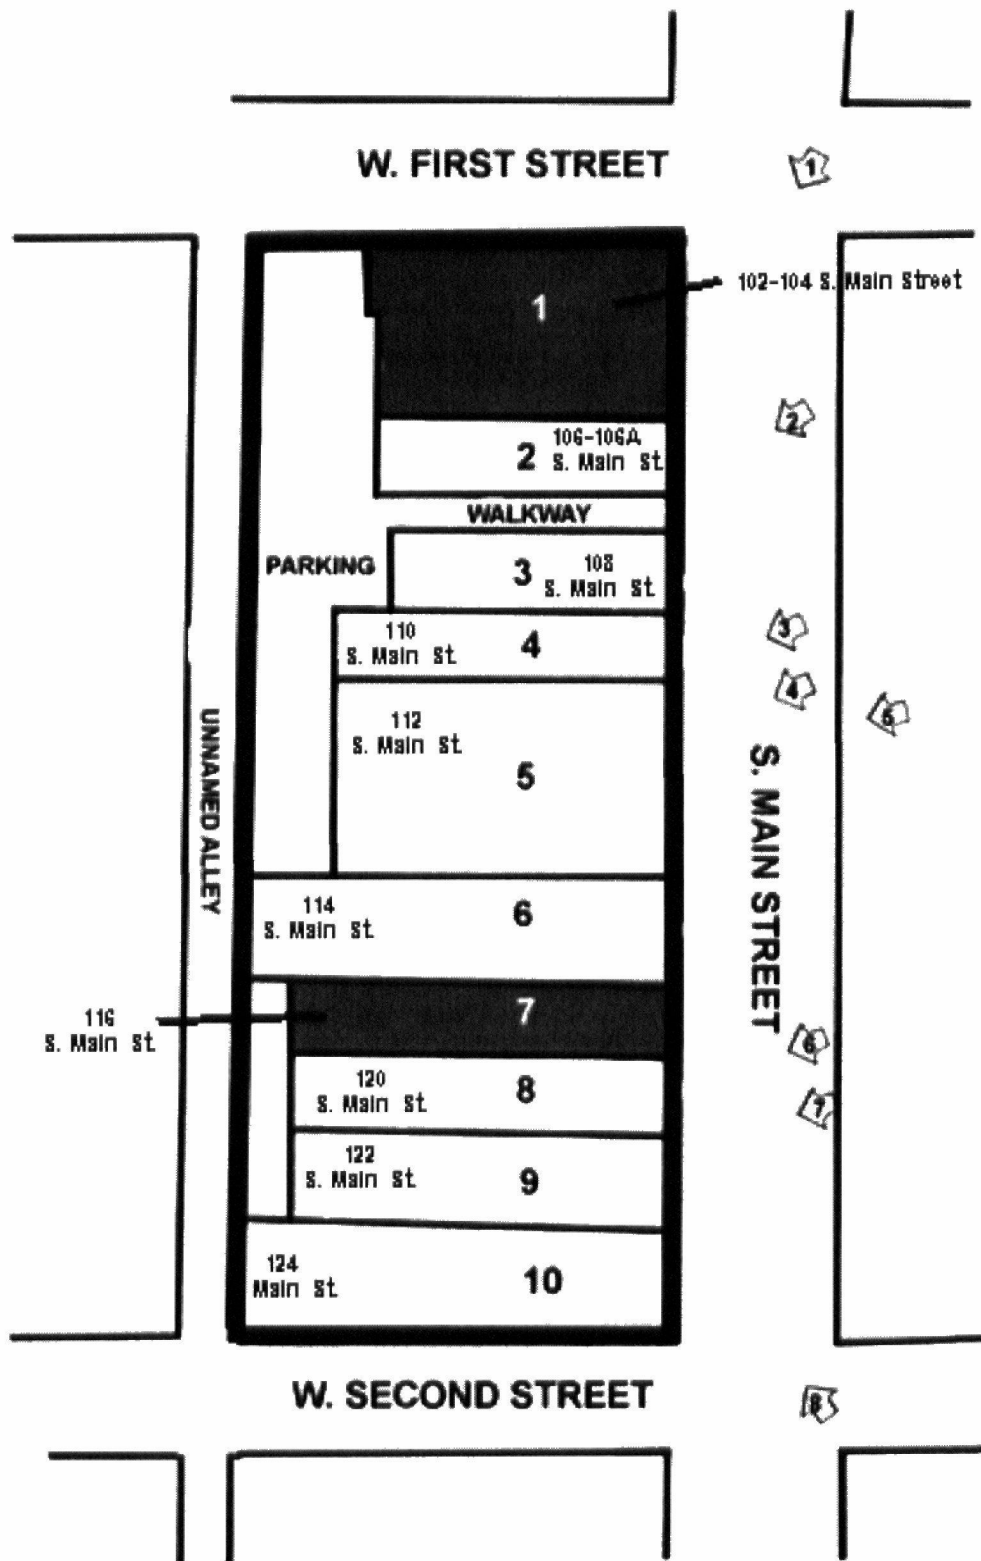 W. FIRST STREET
1
1
102-104 S. Main Street
2
106-106A
2 S. Main St
WALKWAY
PARKING
108
3 S. Main St
3
110
S. Main St
4
4
112
S. Main St
5
5
UNNAMED ALLEY
S. MAIN STREET
114
S. Main St
6
116
S. Main St
7
6
120
S. Main St
8
7
122
S. Main St
9
124
Main St
10
W. SECOND STREET
8